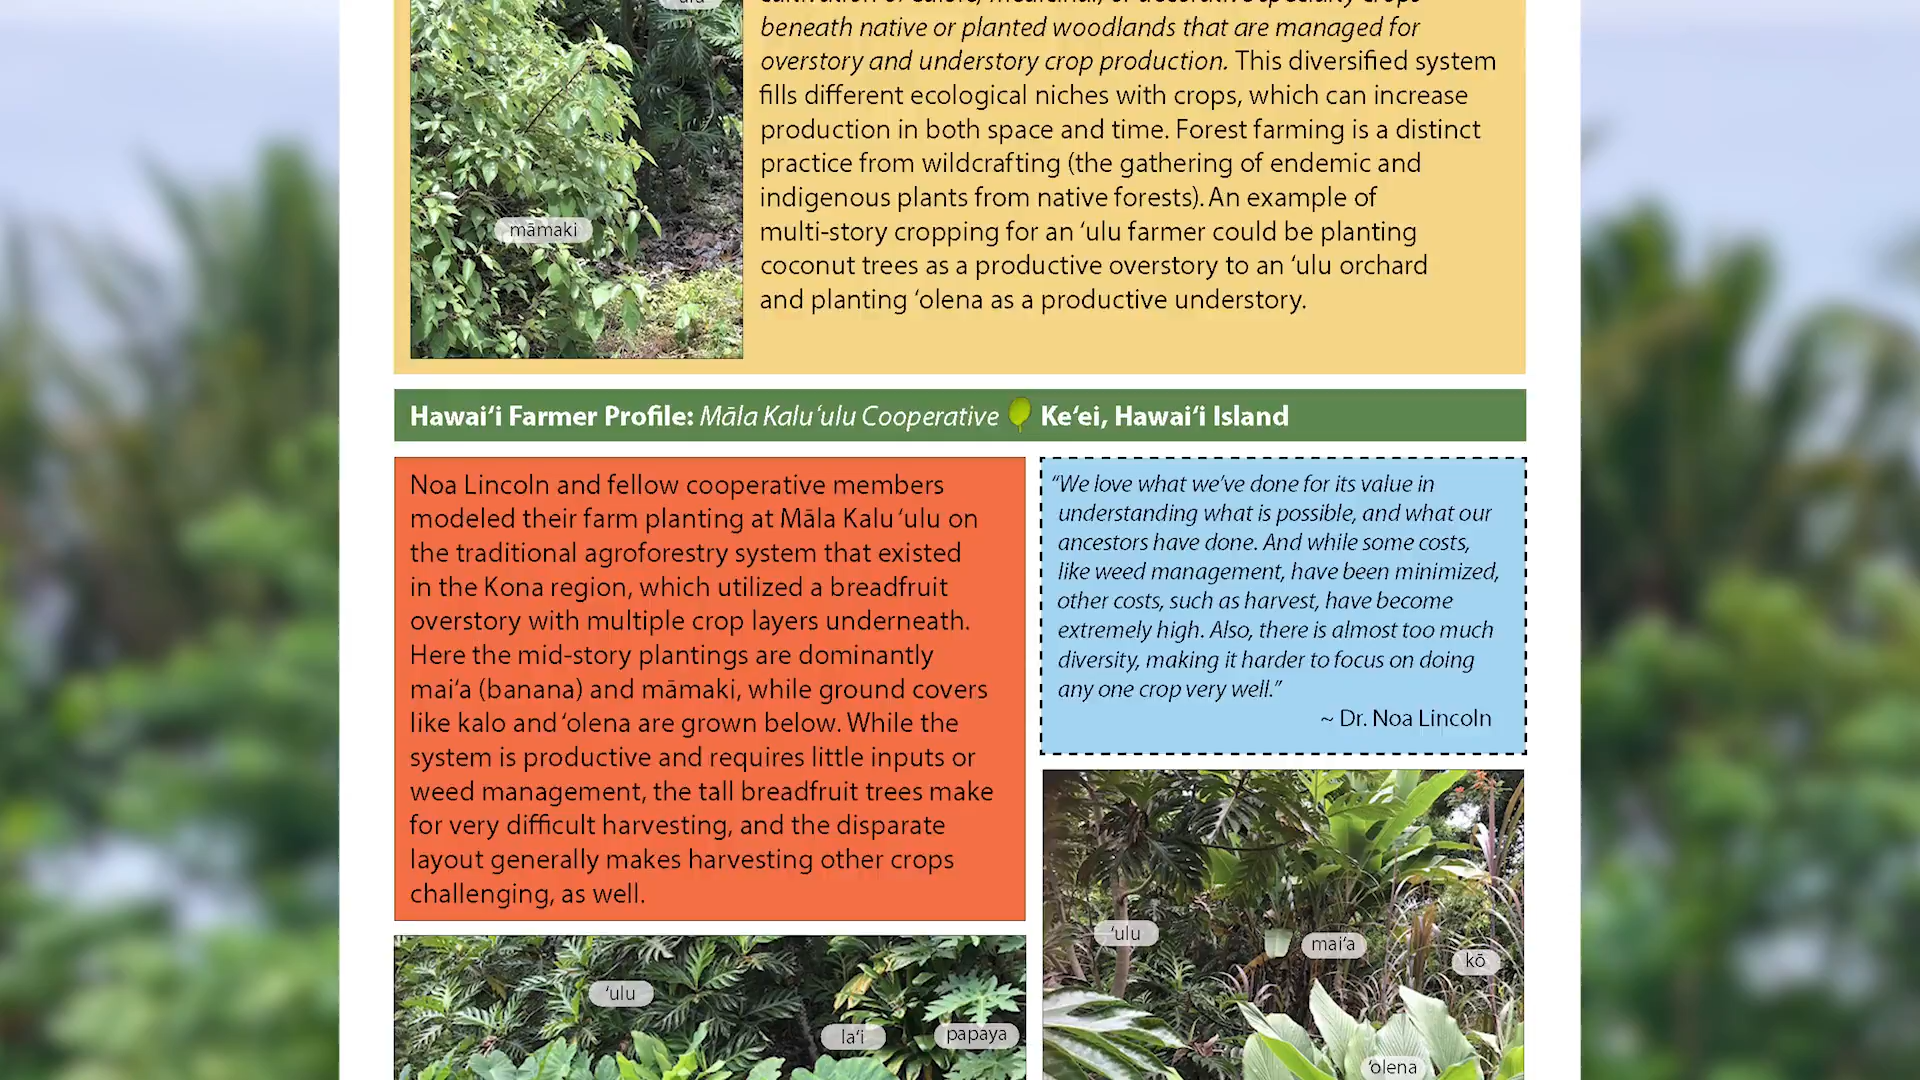 beneath native or planted woodlands that are managed for
overstory and understory crop production. This diversified system
fills different ecological niches with crops, which can increase
production in both space and time. Forest farming is a distinct
practice from wildcrafting (the gathering of endemic and
indigenous plants from native forests). An example of
multi-story cropping for an ʻulu farmer could be planting
coconut trees as a productive overstory to an ʻulu orchard
and planting ʻolena as a productive understory.
māmaki
Hawaiʻi Farmer Profile: Māla Kaluʻulu Cooperative Keʻei, Hawaiʻi Island
Noa Lincoln and fellow cooperative members
modeled their farm planting at Māla Kaluʻulu on
the traditional agroforestry system that existed
in the Kona region, which utilized a breadfruit
overstory with multiple crop layers underneath.
Here the mid-story plantings are dominantly
maiʻa (banana) and māmaki, while ground covers
like kalo and ʻolena are grown below. While the
system is productive and requires little inputs or
weed management, the tall breadfruit trees make
for very difficult harvesting, and the disparate
layout generally makes harvesting other crops
challenging, as well.
“We love what we’ve done for its value in
understanding what is possible, and what our
ancestors have done. And while some costs,
like weed management, have been minimized,
other costs, such as harvest, have become
extremely high. Also, there is almost too much
diversity, making it harder to focus on doing
any one crop very well.”
~ Dr. Noa Lincoln
ʻulu
laʻi
papaya
ʻulu
maiʻa
kō
ʻolena